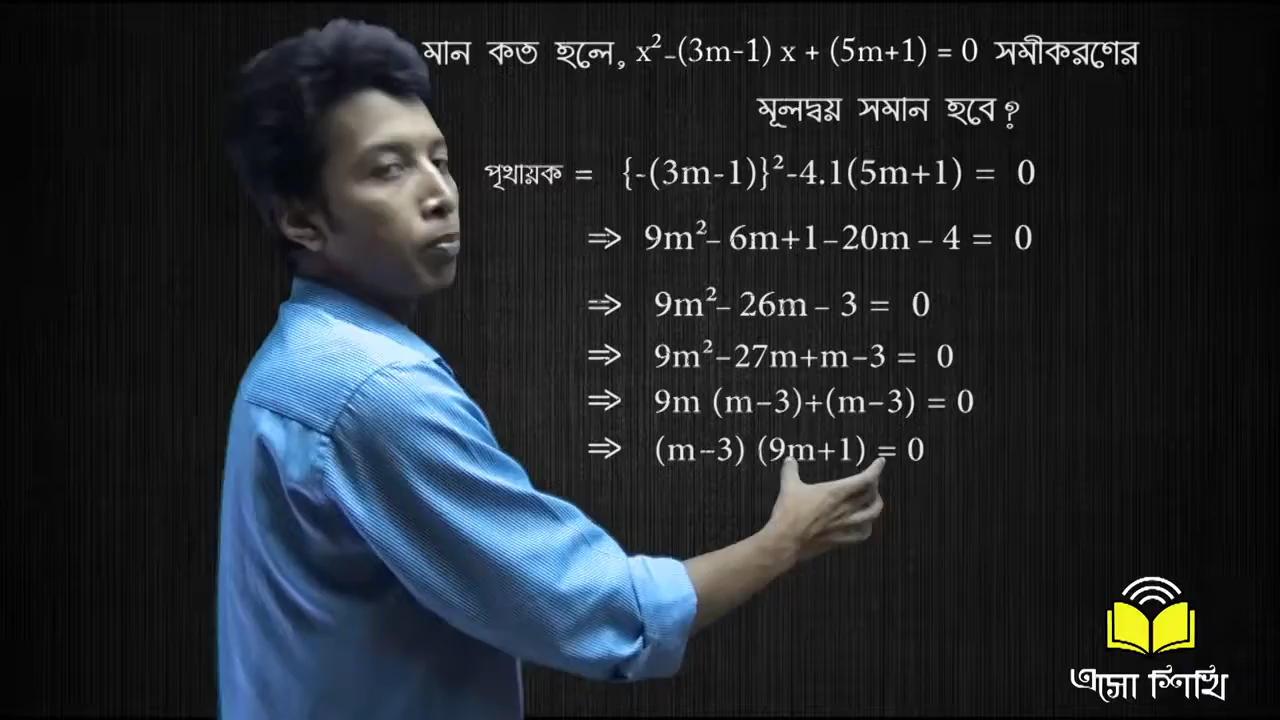 মান কত হলে, x²-(3m-1) x + (5m+1) = 0 সমীকরণের
মূলদ্বয় সমান হবে ?
পৃথায়ক = {-(3m-1)}²-4.1(5m+1) = 0
⇒ 9m²- 6m+1-20m - 4 = 0
⇒ 9m²- 26m - 3 = 0
⇒ 9m²-27m+m-3 = 0
⇒ 9m (m-3)+(m-3) = 0
⇒ (m-3) (9m+1) = 0
এসো শিখি